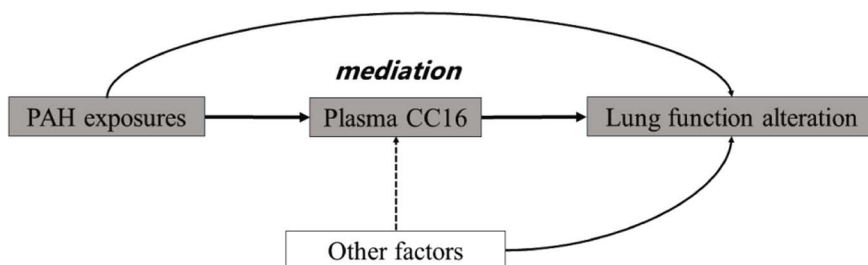 mediation
PAH exposures
Plasma CC16
Lung function alteration
Other factors